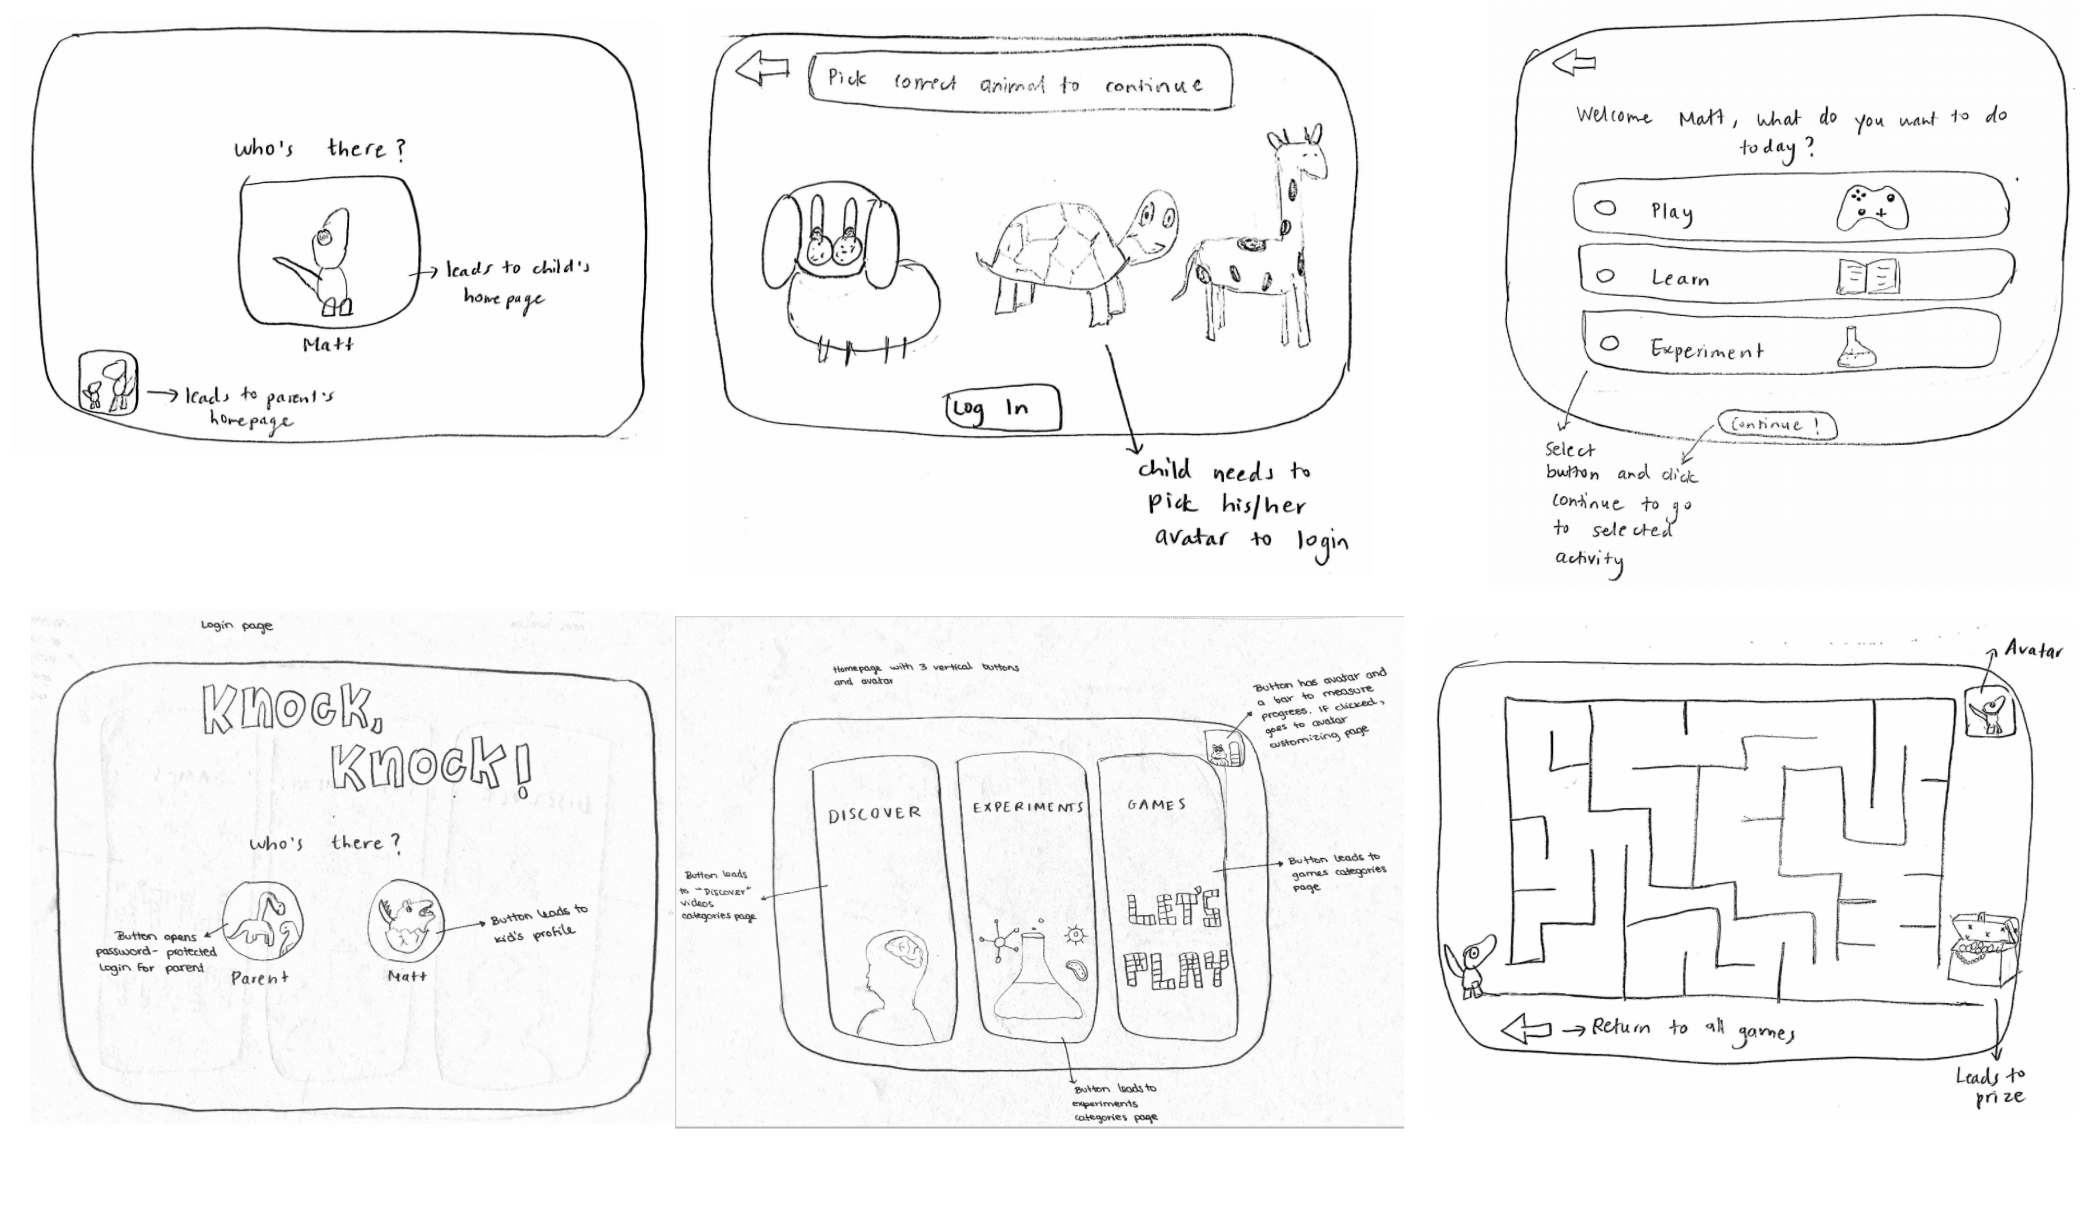 who's there?
leads to child's
homepage
Matt
leads to parent's
homepage
Pick correct animal to continue
Log In
child needs to
pick his/her
avatar to login
Welcome Matt, what do you want to do
today?
Play
Learn
Experiment
Continue!
Select
button and click
continue to go
to selected
activity
Login page
Knock,
Knock!
who's there?
Button opens
password-protected
login for parent
Parent
Matt
Button leads to
kid's profile
Homepage with 3 vertical buttons
and avatar
Button has avatar and
a bar to measure
progress. If clicked,
goes to avatar
customizing page
DISCOVER
EXPERIMENTS
GAMES
LET'S
PLAY
Button leads
to "Discover"
videos
categories page
Button leads to
games categories
page
Button leads to
experiments
categories page
Avatar
Return to all games
Leads to
prize